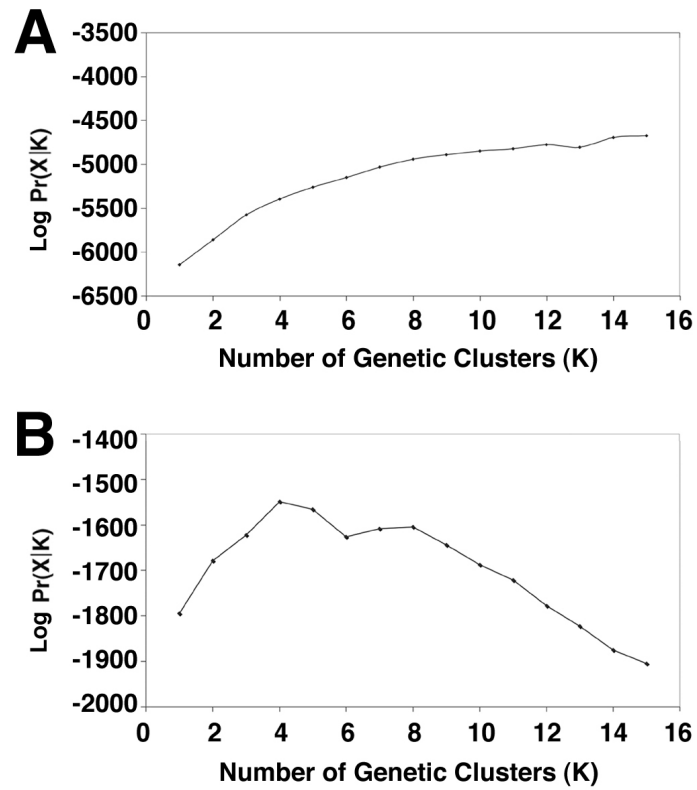 A
-3500
-4000
-4500
-5000
-5500
-6000
-6500
Log Pr(X|K)
0 2 4 6 8 10 12 14 16
Number of Genetic Clusters (K)
B
-1400
-1500
-1600
-1700
-1800
-1900
-2000
Log Pr(X|K)
0 2 4 6 8 10 12 14 16
Number of Genetic Clusters (K)